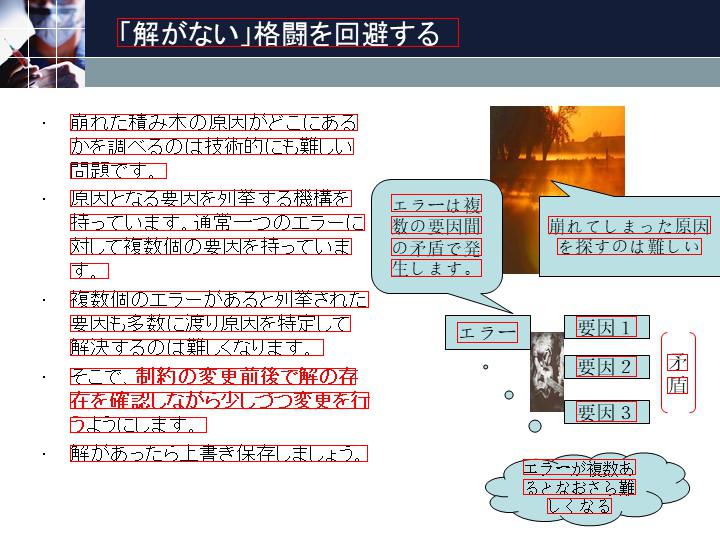 「解がない」格闘を回避する
・ 崩れた積み木の原因がどこにある
かを調べるのは技術的にも難しい
問題です。
・ 原因となる要因を列挙する機構を
持っています。通常一つのエラーに
対して複数個の要因を持っていま
す。
・ 複数個のエラーがあると列挙された
要因も多数に渡り原因を特定して
解決するのは難しくなります。
・ そこで、制約の変更前後で解の存
在を確認しながら少しづつ変更を行
うようにします。
・ 解があったら上書き保存しましょう。
エラーは複
数の要因間
の矛盾で発
生します。
崩れてしまった原因
を探すのは難しい
エラー
要因1
要因2
要因3
矛
盾
エラーが複数あ
るとなおさら難
しくなる